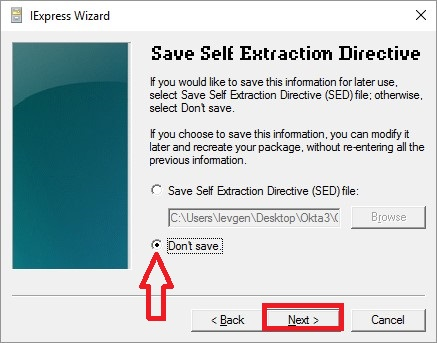 IExpress Wizard
Save Self Extraction Directive
If you would like to save this information for later use,
select Save Self Extraction Directive (SED) file; otherwise,
select Don't save.
If you choose to save this information, you can modify it
later and recreate your package, without re-entering all the
previous information.
Save Self Extraction Directive (SED) file:
C:\Users\Ievgen\Desktop\Okta3\
Browse
Don't save.
< Back
Next >
Cancel